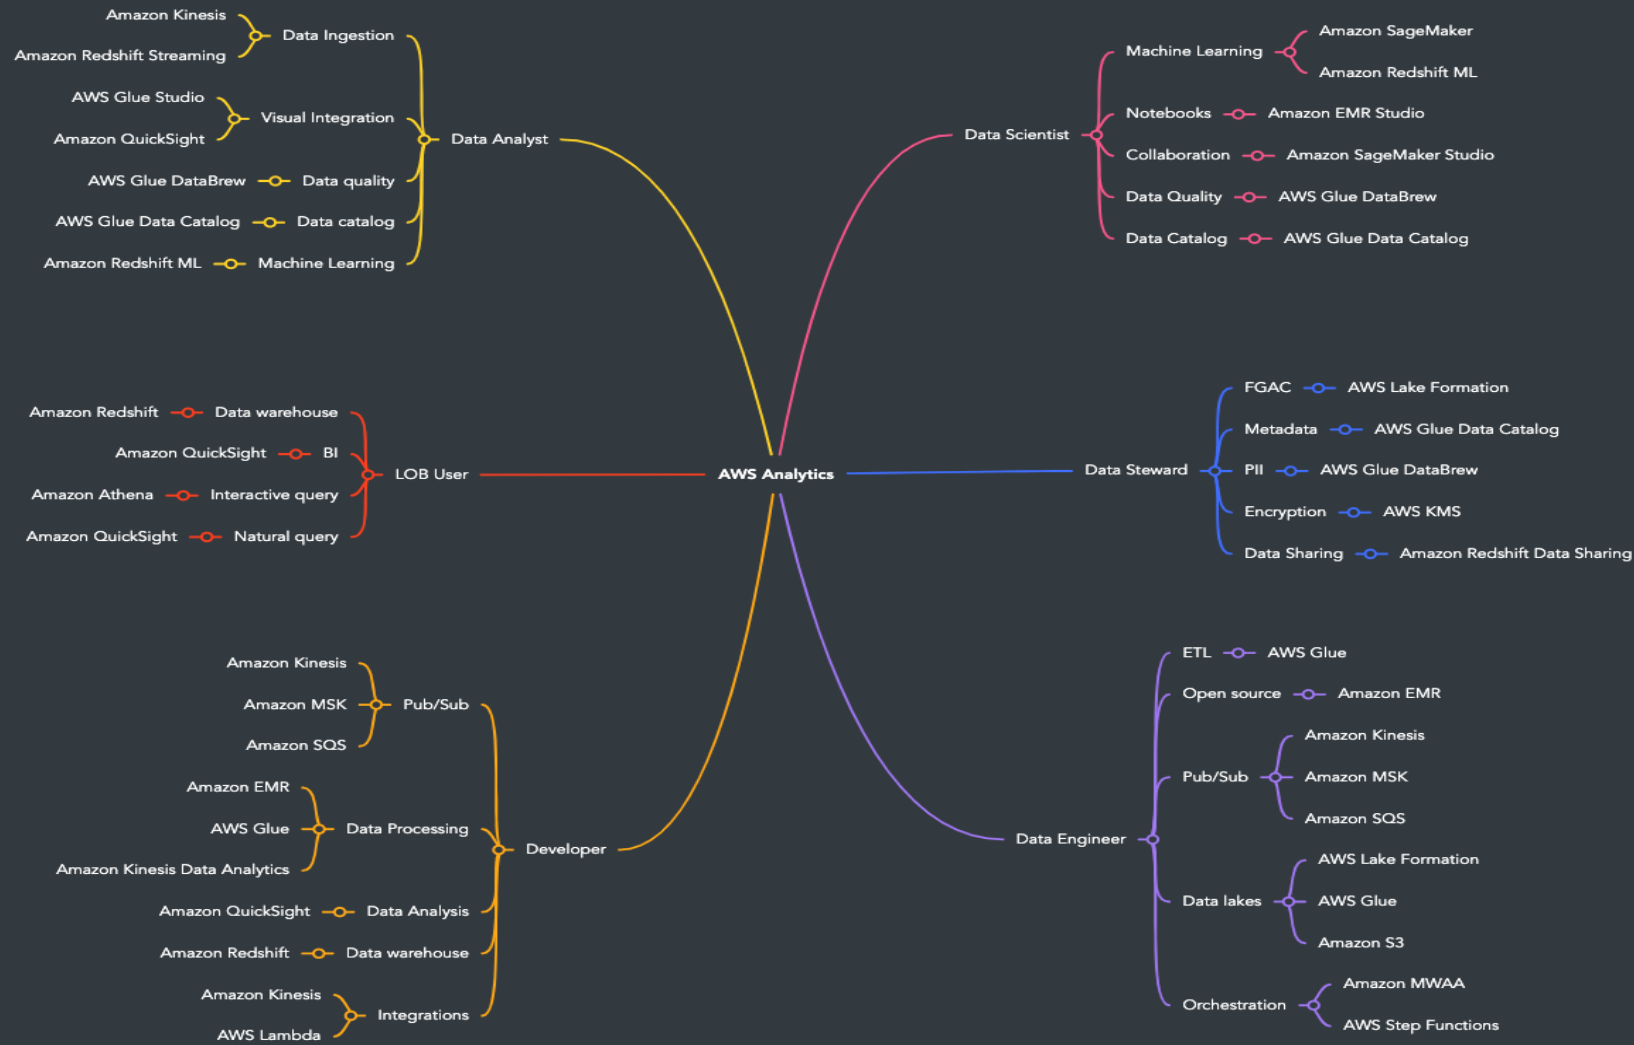 AWS Analytics
Data Analyst
Data Ingestion
Amazon Kinesis
Amazon Redshift Streaming
Visual Integration
AWS Glue Studio
Amazon QuickSight
Data quality
AWS Glue DataBrew
Data catalog
AWS Glue Data Catalog
Machine Learning
Amazon Redshift ML
LOB User
Data warehouse
Amazon Redshift
BI
Amazon QuickSight
Interactive query
Amazon Athena
Natural query
Amazon QuickSight
Developer
Pub/Sub
Amazon Kinesis
Amazon MSK
Amazon SQS
Data Processing
Amazon EMR
AWS Glue
Amazon Kinesis Data Analytics
Data Analysis
Amazon QuickSight
Data warehouse
Amazon Redshift
Integrations
Amazon Kinesis
AWS Lambda
Data Scientist
Machine Learning
Amazon SageMaker
Amazon Redshift ML
Notebooks
Amazon EMR Studio
Collaboration
Amazon SageMaker Studio
Data Quality
AWS Glue DataBrew
Data Catalog
AWS Glue Data Catalog
Data Steward
FGAC
AWS Lake Formation
Metadata
AWS Glue Data Catalog
PII
AWS Glue DataBrew
Encryption
AWS KMS
Data Sharing
Amazon Redshift Data Sharing
Data Engineer
ETL
AWS Glue
Open source
Amazon EMR
Pub/Sub
Amazon Kinesis
Amazon MSK
Amazon SQS
Data lakes
AWS Lake Formation
AWS Glue
Amazon S3
Orchestration
Amazon MWAA
AWS Step Functions